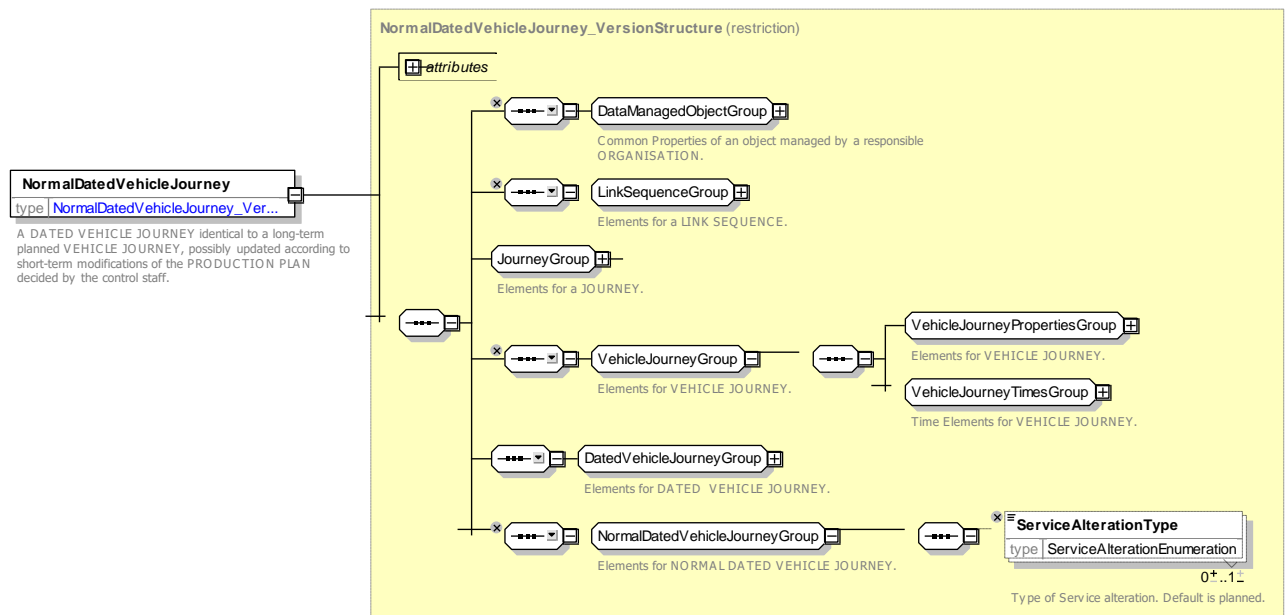 NormalDatedVehicleJourney_VersionStructure (restriction)
attributes
DataManagedObjectGroup
Common Properties of an object managed by a responsible
ORGANISATION.
NormalDatedVehicleJourney
type NormalDatedVehicleJourney_Ver...
A DATED VEHICLE JOURNEY identical to a long-term
planned VEHICLE JOURNEY, possibly updated according to
short-term modifications of the PRODUCTION PLAN
decided by the control staff.
LinkSequenceGroup
Elements for a LINK SEQUENCE.
JourneyGroup
Elements for a JOURNEY.
VehicleJourneyGroup
Elements for VEHICLE JOURNEY.
VehicleJourneyPropertiesGroup
Elements for VEHICLE JOURNEY.
VehicleJourneyTimesGroup
Time Elements for VEHICLE JOURNEY.
DatedVehicleJourneyGroup
Elements for DATED VEHICLE JOURNEY.
NormalDatedVehicleJourneyGroup
Elements for NORMAL DATED VEHICLE JOURNEY.
ServiceAlterationType
type ServiceAlterationEnumeration
0±..1±
Type of Service alteration. Default is planned.